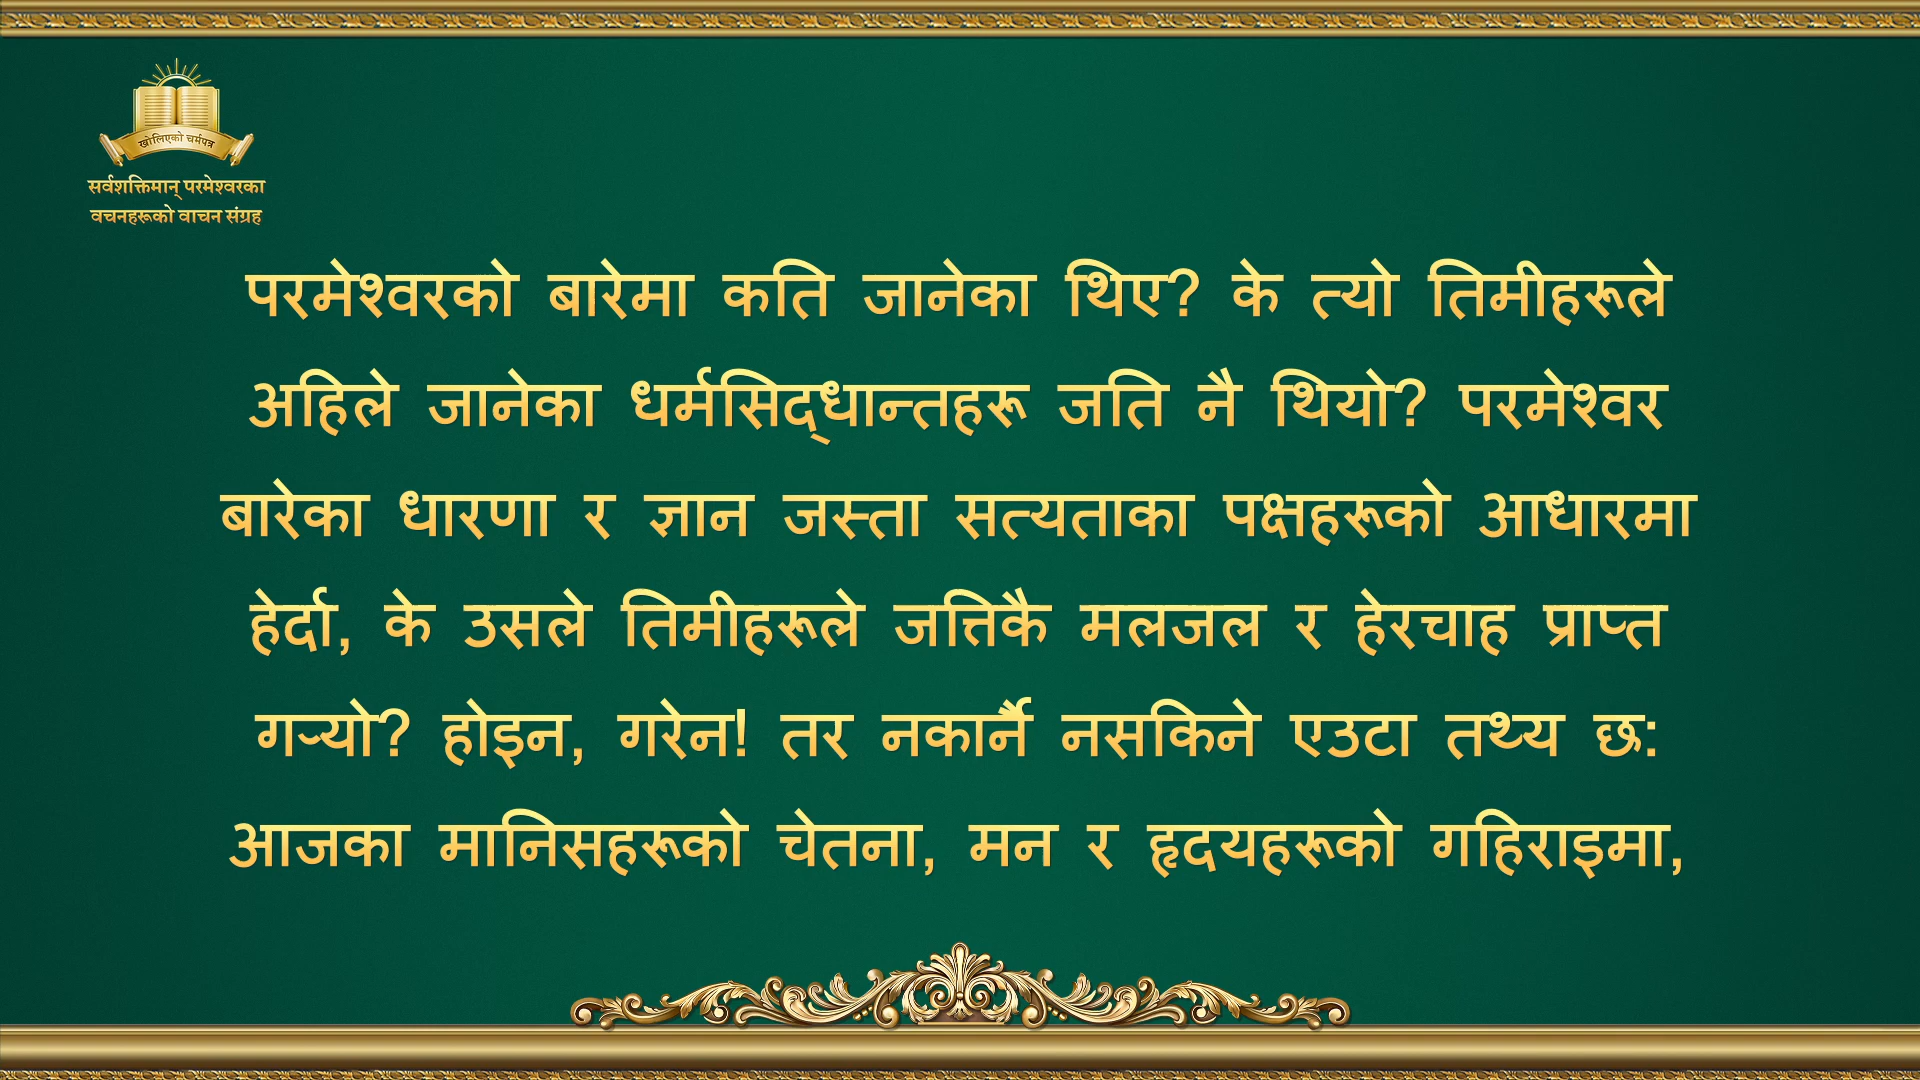 खोलिएको चर्मपत्र
सर्वशक्तिमान् परमेश्वरका
वचनहरूको वाचन संग्रह
परमेश्वरको बारेमा कति जानेका थिए? के त्यो तिमीहरूले
अहिले जानेका धर्मसिद्धान्तहरू जति नै थियो? परमेश्वर
बारेका धारणा र ज्ञान जस्ता सत्यताका पक्षहरूको आधारमा
हेर्दा, के उसले तिमीहरूले जत्तिकै मलजल र हेरचाह प्राप्त
गऱ्यो? होइन, गरेन! तर नकार्नै नसकिने एउटा तथ्य छ:
आजका मानिसहरूको चेतना, मन र हृदयहरूको गहिराइमा,